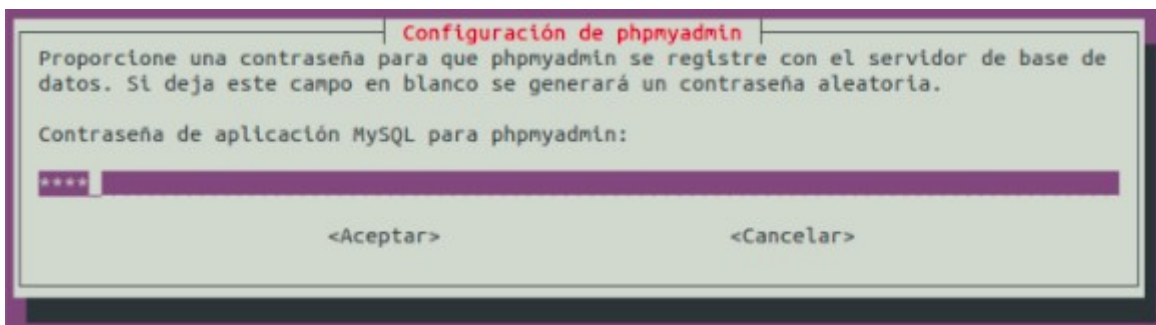 Configuración de phpmyadmin
Proporcione una contraseña para que phpmyadmin se registre con el servidor de base de
datos. Si deja este campo en blanco se generará un contraseña aleatoria.
Contraseña de aplicación MySQL para phpmyadmin:
****_
<Aceptar> <Cancelar>